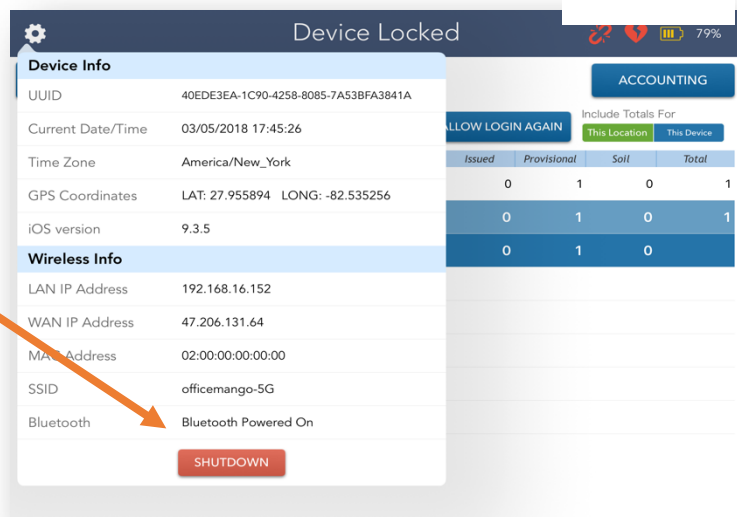 Device Locked
79%
Device Info
UUID 40EDE3EA-1C90-4258-8085-7A53BFA3841A
Current Date/Time 03/05/2018 17:45:26
Time Zone America/New_York
GPS Coordinates LAT: 27.955894 LONG: -82.535256
iOS version 9.3.5
Wireless Info
LAN IP Address 192.168.16.152
WAN IP Address 47.206.131.64
MAC Address 02:00:00:00:00:00
SSID officemango-5G
Bluetooth Bluetooth Powered On
SHUTDOWN
ACCOUNTING
LLOW LOGIN AGAIN
Include Totals For
This Location This Device
Issued Provisional Soil Total
0 1 0 1
0 1 0 1
0 1 0